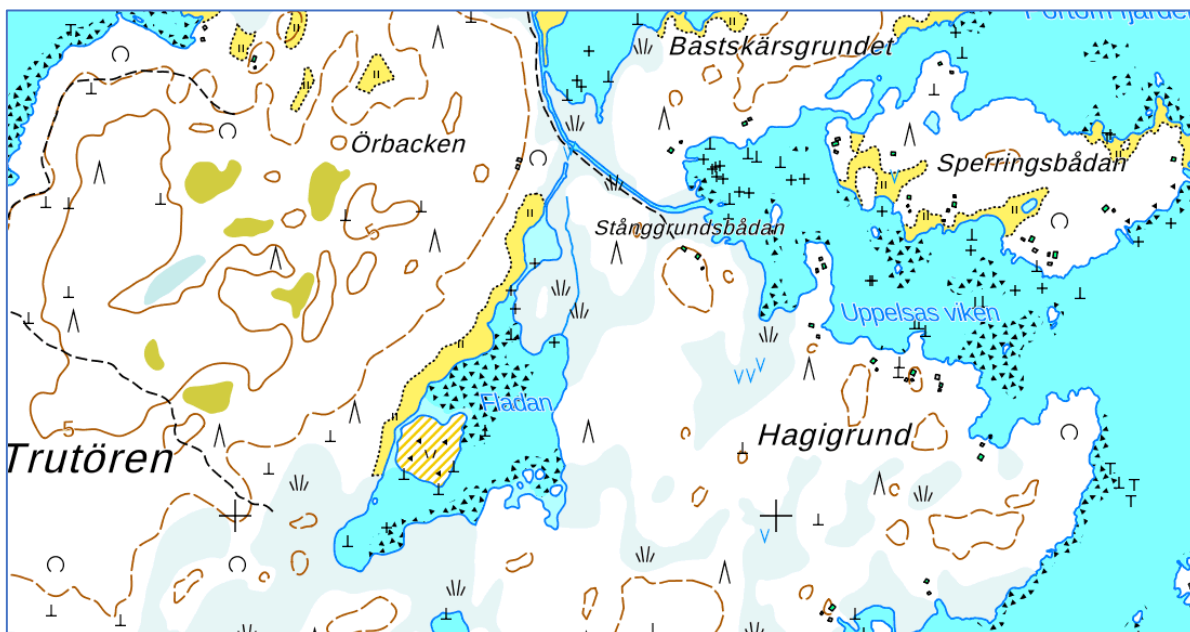 Bastskärsgrundet
Örbacken
Sperringsbådan
Stånggrundsbådan
Uppelsas viken
Fladan
5
5
Trutören
Hagigrund